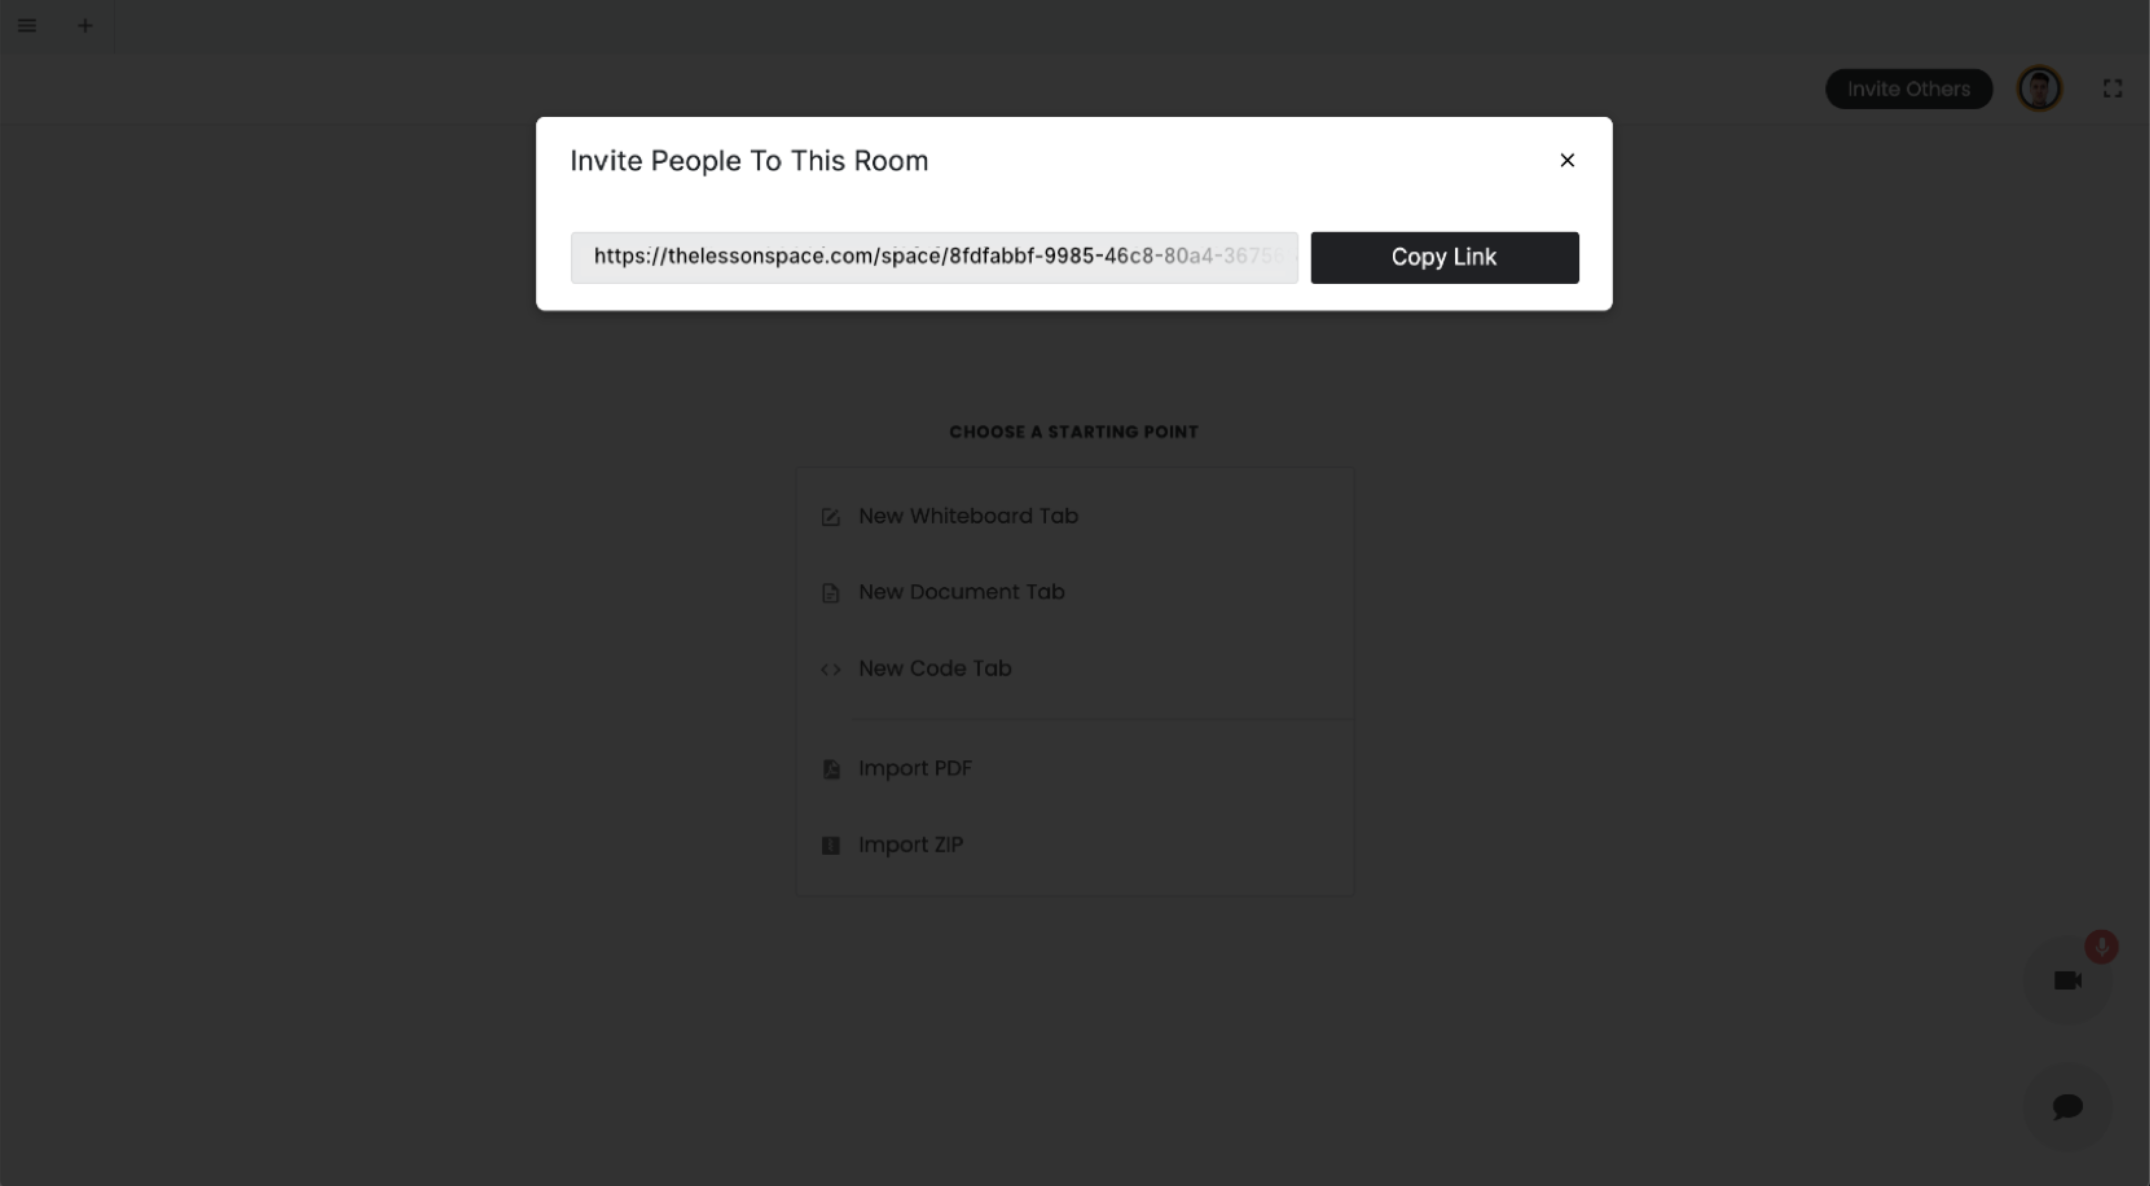 Invite Others
Invite People To This Room
https://thelessonspace.com/space/8fdfabbf-9985-46c8-80a4-36756
Copy Link
CHOOSE A STARTING POINT
New Whiteboard Tab
New Document Tab
New Code Tab
Import PDF
Import ZIP